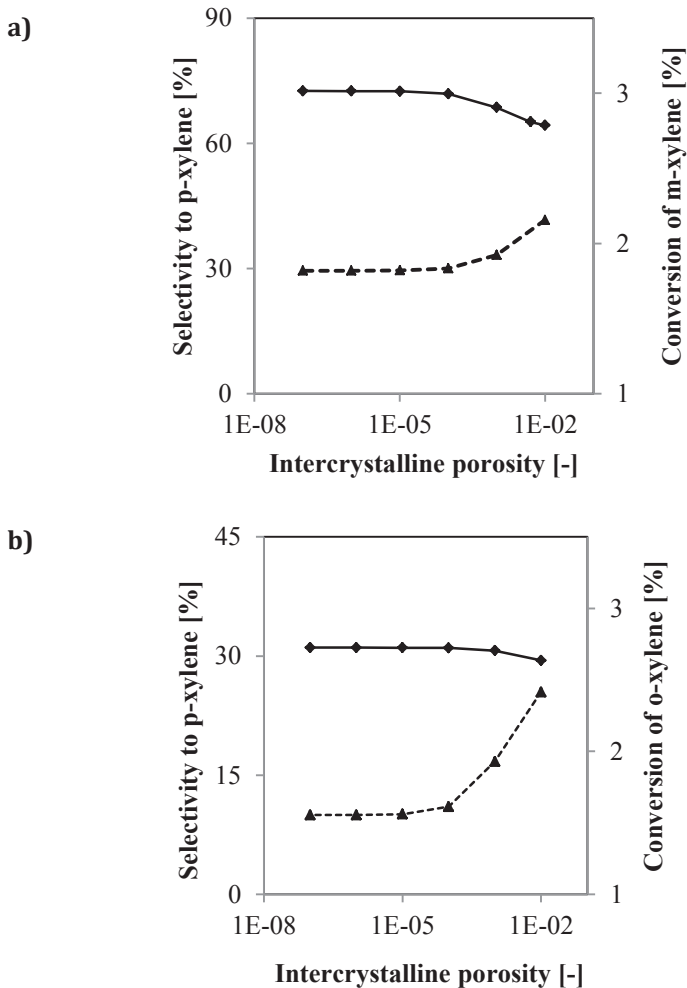 a)
90
60
30
0
Selectivity to p-xylene [%]
3
2
1
Conversion of m-xylene [%]
1E-08
1E-05
1E-02
Intercrystalline porosity [-]
b)
45
30
15
0
Selectivity to p-xylene [%]
3
2
1
Conversion of o-xylene [%]
1E-08
1E-05
1E-02
Intercrystalline porosity [-]